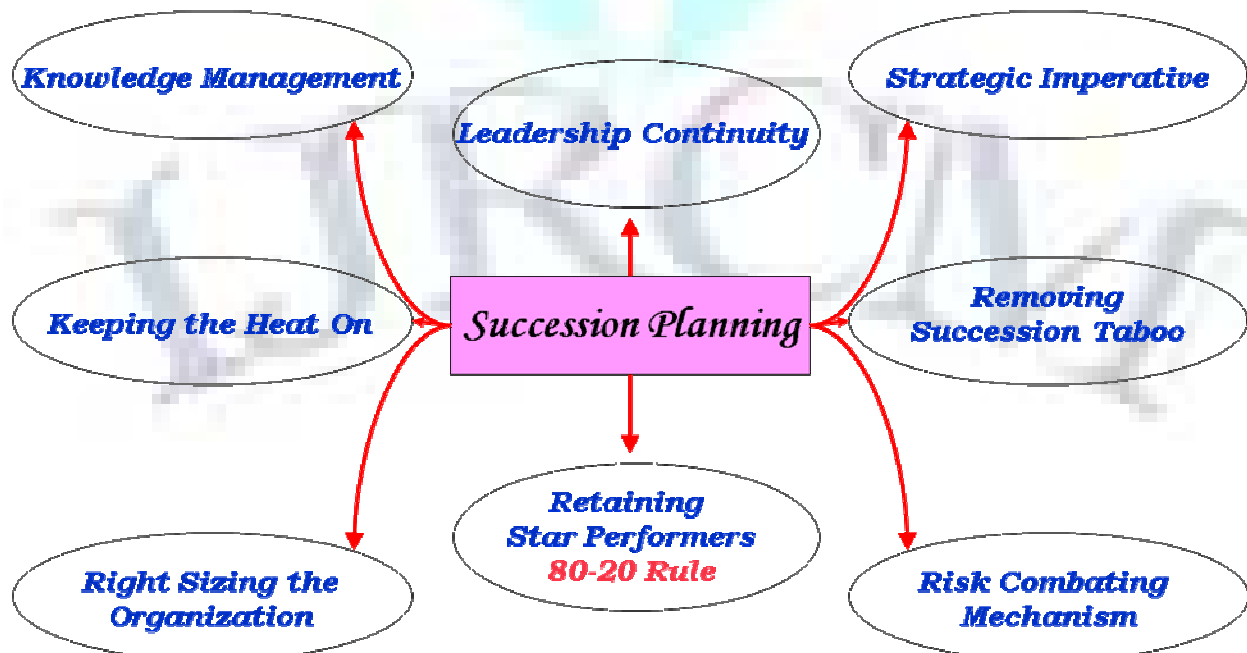 Knowledge Management
Leadership Continuity
Strategic Imperative
Keeping the Heat On
Succession Planning
Removing
Succession Taboo
Right Sizing the
Organization
Retaining
Star Performers
80-20 Rule
Risk Combating
Mechanism